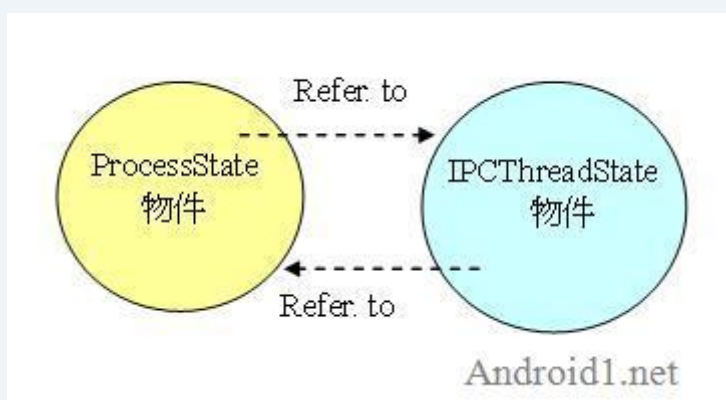 Refer. to
ProcessState
物件
IPCThreadState
物件
Refer. to
Android1.net